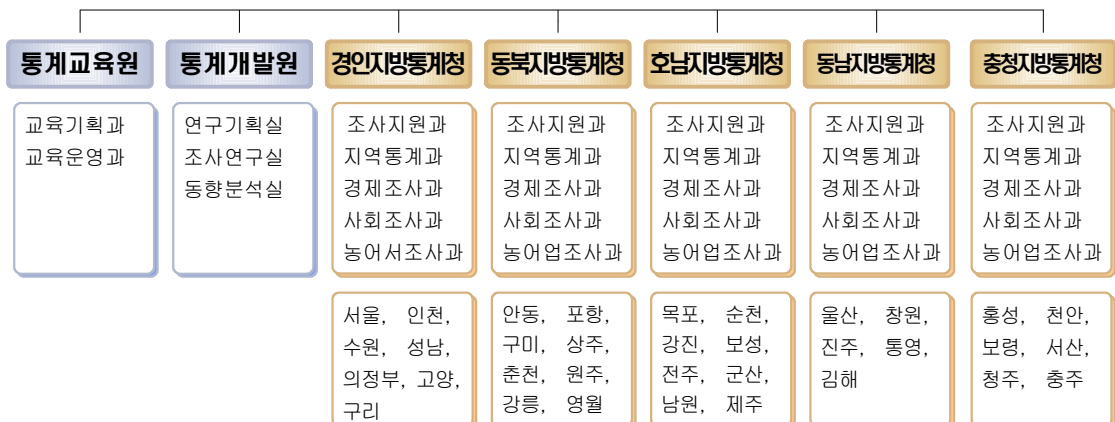 통계교육원
교육기획과
교육운영과
통계개발원
연구기획실
조사연구실
동향분석실
경인지방통계청
조사지원과
지역통계과
경제조사과
사회조사과
농어서조사과
서울, 인천,
수원, 성남,
의정부, 고양,
구리
동북지방통계청
조사지원과
지역통계과
경제조사과
사회조사과
농어업조사과
안동, 포항,
구미, 상주,
춘천, 원주,
강릉, 영월
호남지방통계청
조사지원과
지역통계과
경제조사과
사회조사과
농어업조사과
목포, 순천,
강진, 보성,
전주, 군산,
남원, 제주
동남지방통계청
조사지원과
지역통계과
경제조사과
사회조사과
농어업조사과
울산, 창원,
진주, 통영,
김해
충청지방통계청
조사지원과
지역통계과
경제조사과
사회조사과
농어업조사과
홍성, 천안,
보령, 서산,
청주, 충주